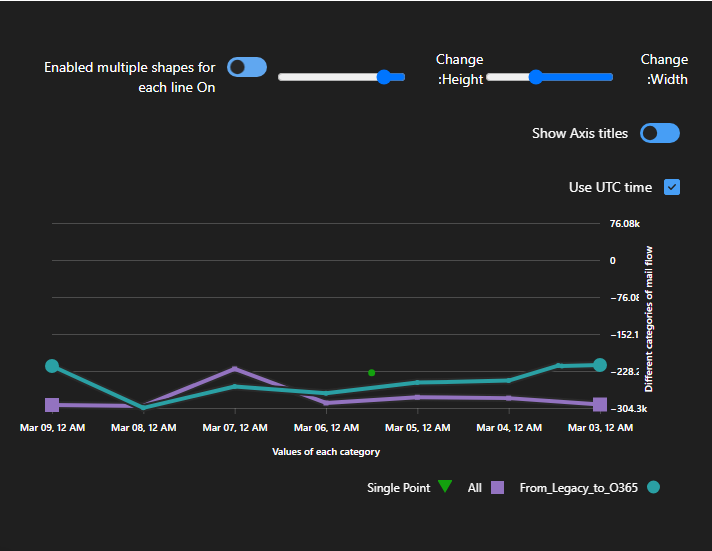 Enabled multiple shapes for
each line On
Change
:Height
Change
:Width
Show Axis titles
Use UTC time
76.08k
0
−76.08
−152.1
−228.2
−304.3k
Different categories of mail flow
Mar 09, 12 AM
Mar 08, 12 AM
Mar 07, 12 AM
Mar 06, 12 AM
Mar 05, 12 AM
Mar 04, 12 AM
Mar 03, 12 AM
Values of each category
Single Point
All
From_Legacy_to_O365